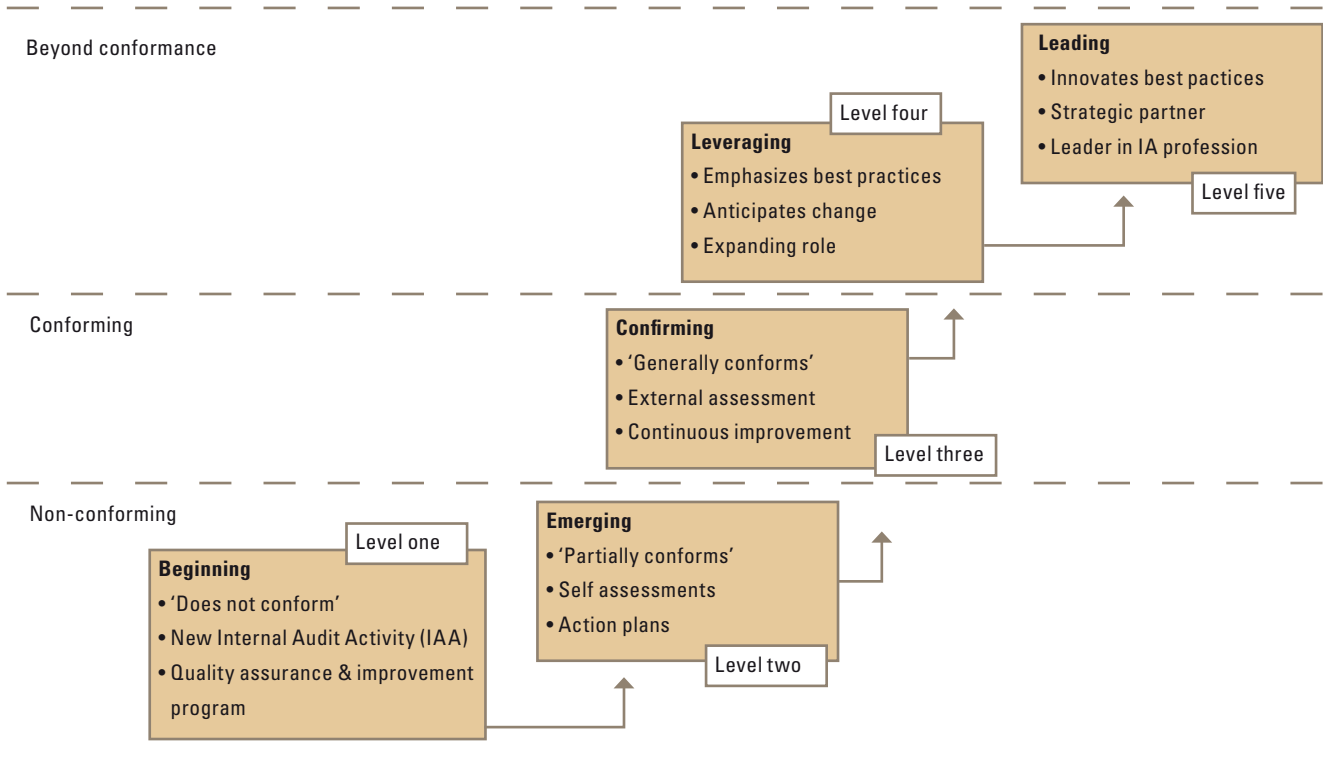 Beyond conformance
Leading
• Innovates best pactices
• Strategic partner
• Leader in IA profession
Level five
Level four
Leveraging
• Emphasizes best practices
• Anticipates change
• Expanding role
Conforming
Confirming
• ‘Generally conforms’
• External assessment
• Continuous improvement
Level three
Non-conforming
Level one
Beginning
• ‘Does not conform’
• New Internal Audit Activity (IAA)
• Quality assurance & improvement
program
Emerging
• ‘Partially conforms’
• Self assessments
• Action plans
Level two